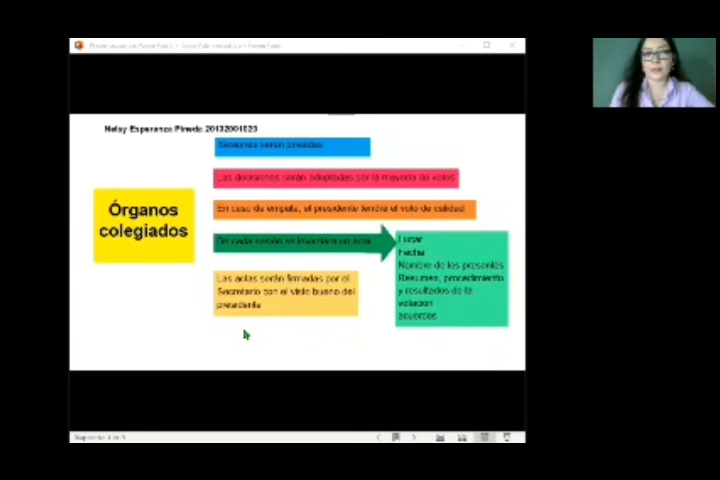 Nelsy Esperanza Pineda 20132001020
Sesiones serán privadas
Las decisiones serán adoptadas por la mayoría de votos
En caso de empate, el presidente tendrá el voto de calidad
Órganos
colegiados
De cada sesión se levantara un acta
Lugar
Fecha
Nombre de los presentes
Resumen, procedimiento
y resultados de la
votación
acuerdos
Las actas serán firmadas por el
Secretario con el visto bueno del
presidente